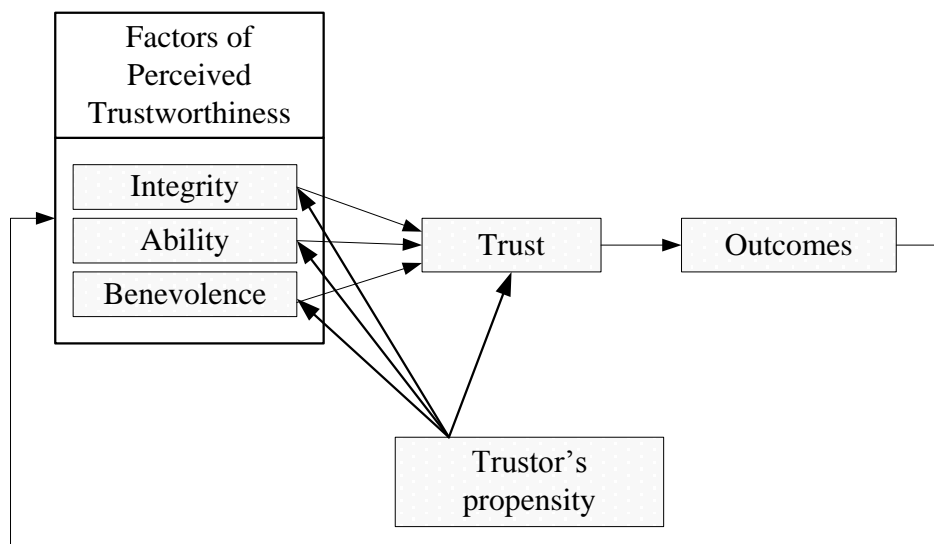 Factors of
Perceived
Trustworthiness
Integrity
Ability
Benevolence
Trust
Outcomes
Trustor’s
propensity